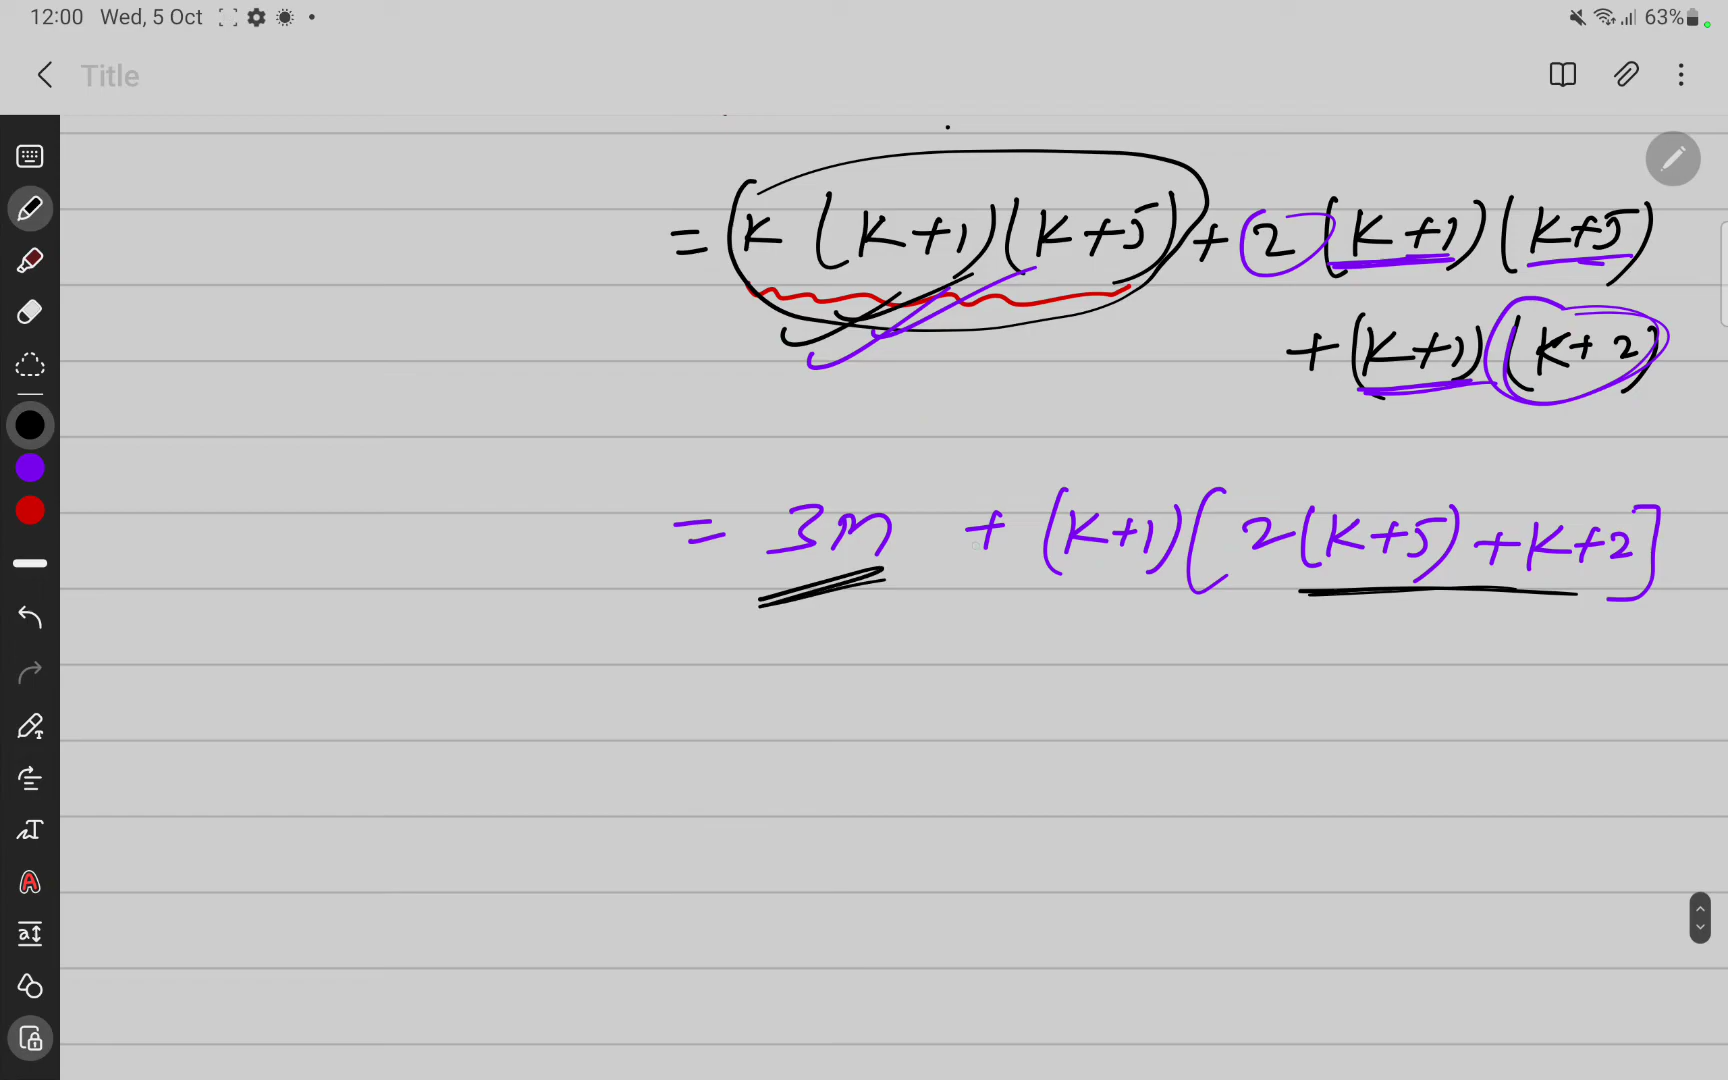 12:00 Wed, 5 Oct 63%
Title
= k (k+1)(k+5) + 2 (k+1)(k+5)
+ (k+1) (k+2)
= 3m + (k+1) [ 2(k+5) + k+2 ]